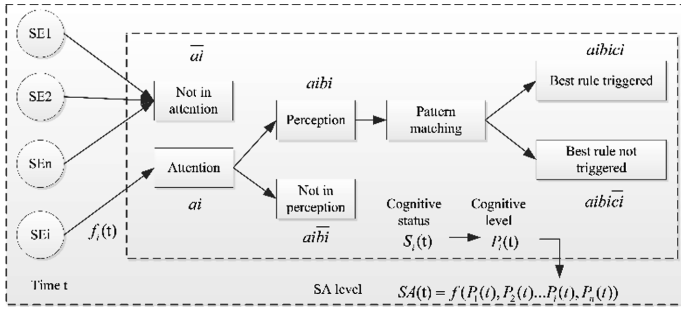 SE1
SE2
SEn
SEi
f_i(t)
Time t
a̅i̅
Not in
attention
Attention
ai
aibi
Perception
Not in
perception
aib̅i̅
Pattern
matching
aibici
Best rule triggered
Best rule not
triggered
aibic̅i̅
Cognitive
status
S_i(t)
Cognitive
level
P_i(t)
SA level
SA(t) = f(P_1(t), P_2(t)...P_i(t), P_n(t))